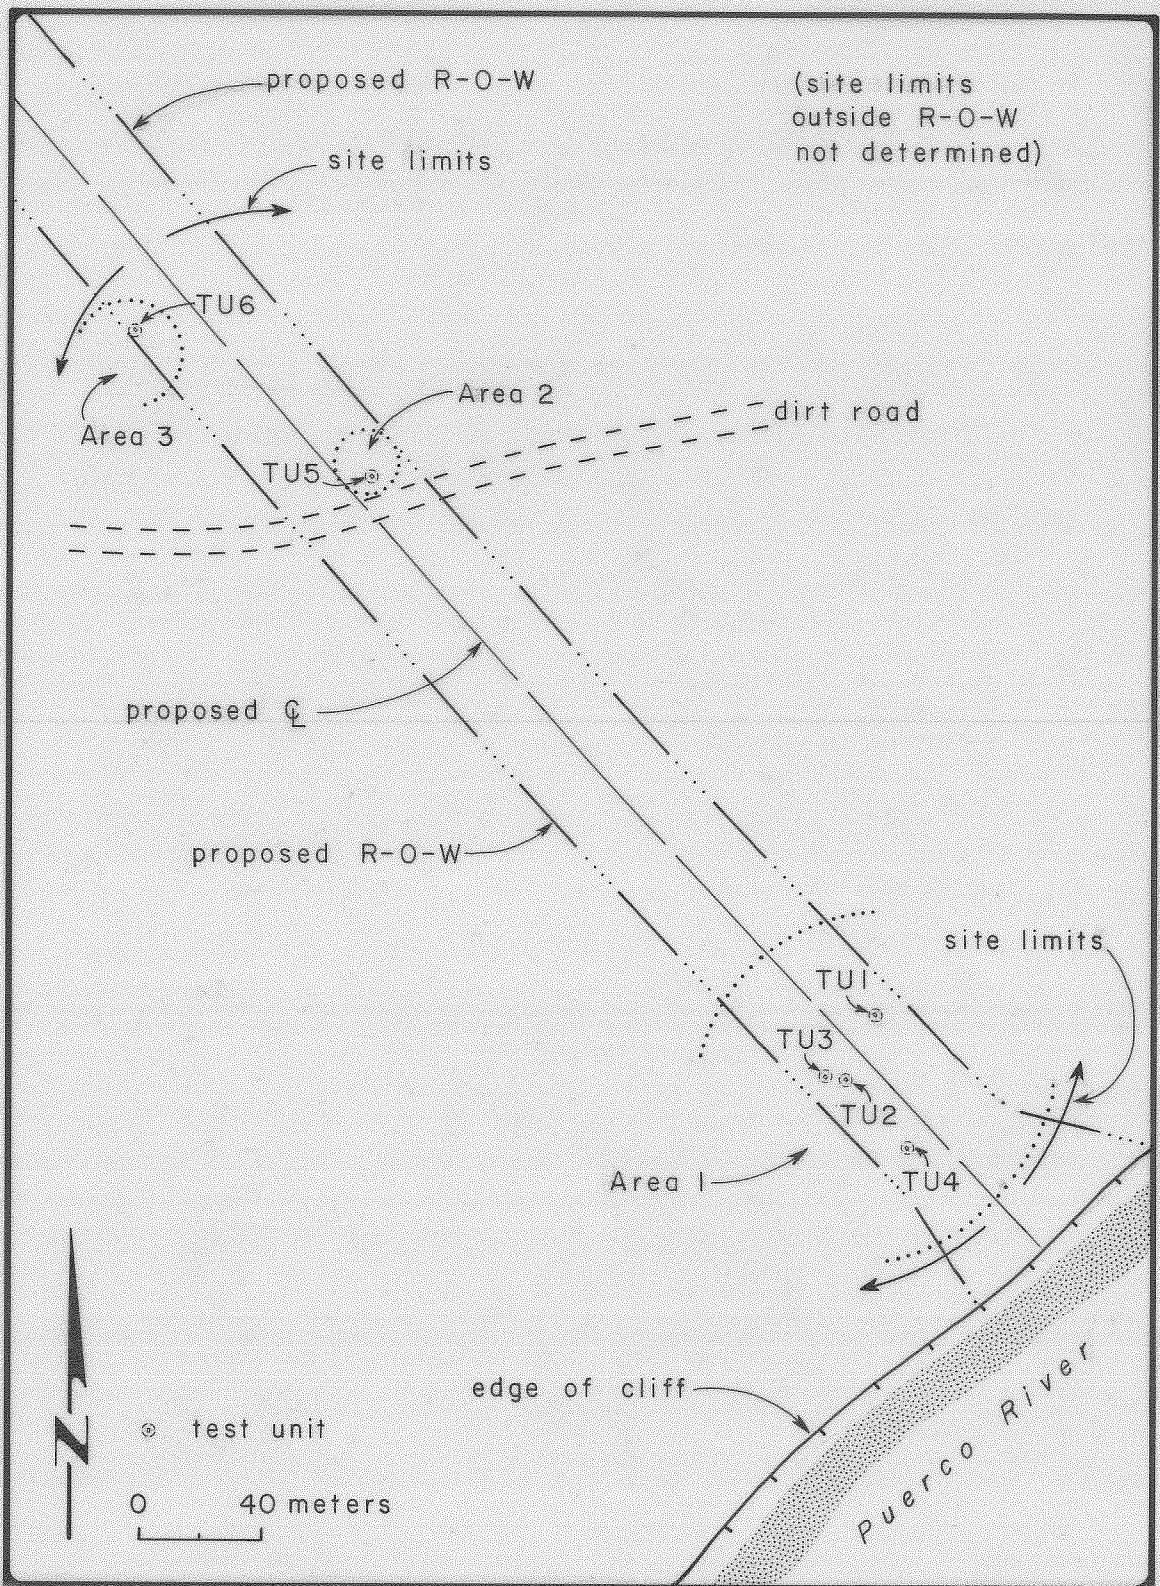 proposed R-O-W
(site limits
outside R-O-W
not determined)
site limits
TU6
Area 2
dirt road
Area 3
TU5
proposed ℄
proposed R-O-W
site limits
TU1
TU3
TU2
Area 1
TU4
edge of cliff
Puerco River
N
test unit
0 40 meters